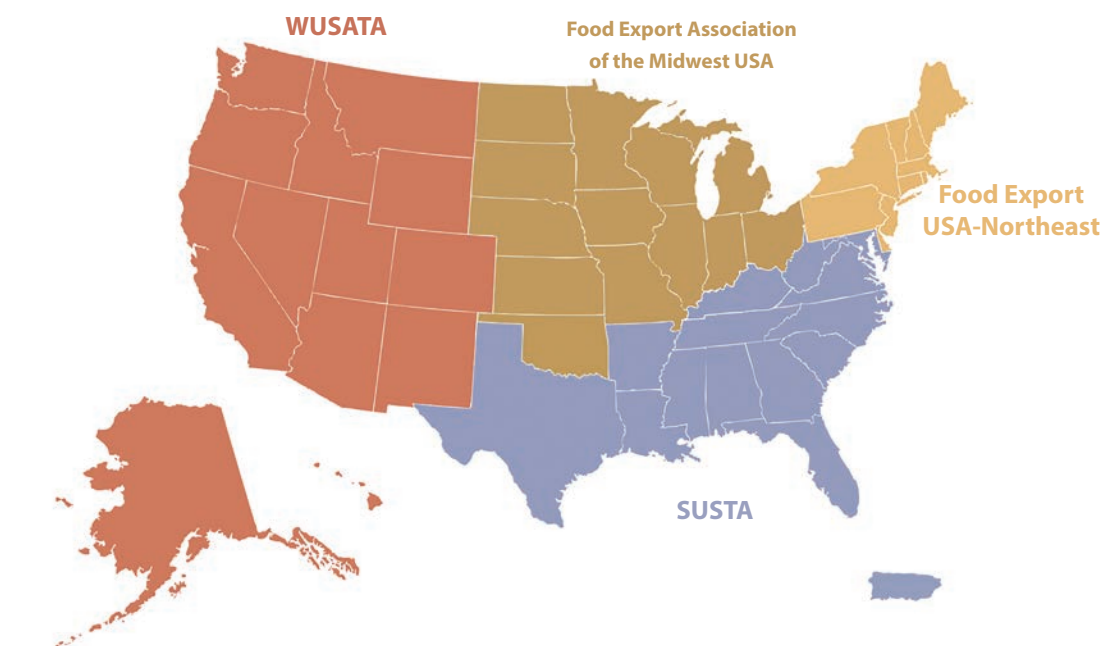 WUSATA
Food Export Association
of the Midwest USA
Food Export
USA-Northeast
SUSTA